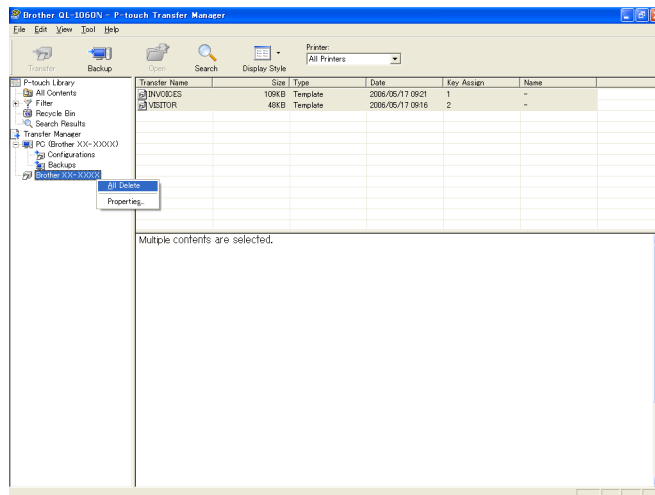 Brother QL-1060N - P-touch Transfer Manager
File Edit View Tool Help
Transfer Backup Open Search Display Style Printer: All Printers
P-touch Library
All Contents
Filter
Recycle Bin
Search Results
Transfer Manager
PC (Brother XX-XXXX)
Configurations
Backups
Brother XX-XXXX
All Delete
Properties...
Transfer Name Size Type Date Key Assign Name
INVOICES 109KB Template 2006/05/17 09:21 1 -
VISITOR 48KB Template 2006/05/17 09:16 2 -
Multiple contents are selected.